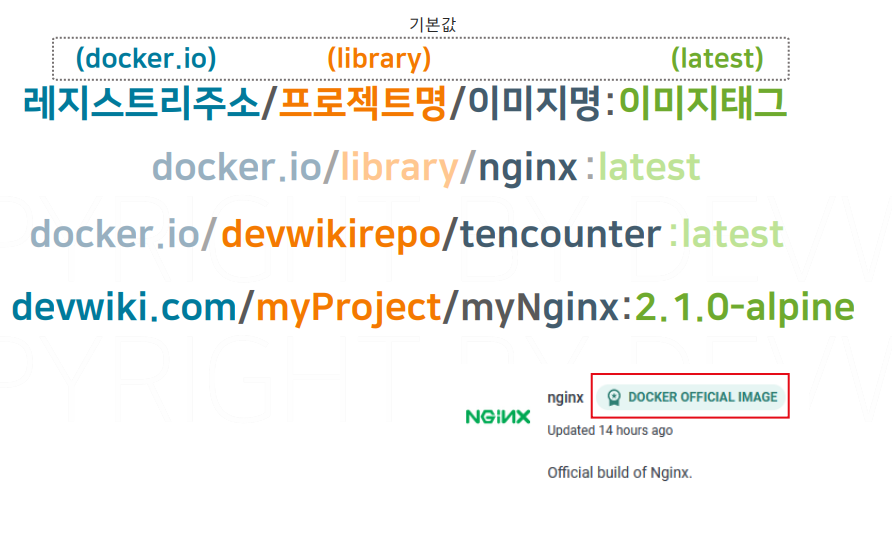 기본값
(docker.io) (library) (latest)
레지스트리주소/프로젝트명/이미지명:이미지태그
docker.io/library/nginx:latest
docker.io/devwikirepo/tencounter:latest
devwiki.com/myProject/myNginx:2.1.0-alpine
nginx DOCKER OFFICIAL IMAGE
NGINX
Updated 14 hours ago
Official build of Nginx.